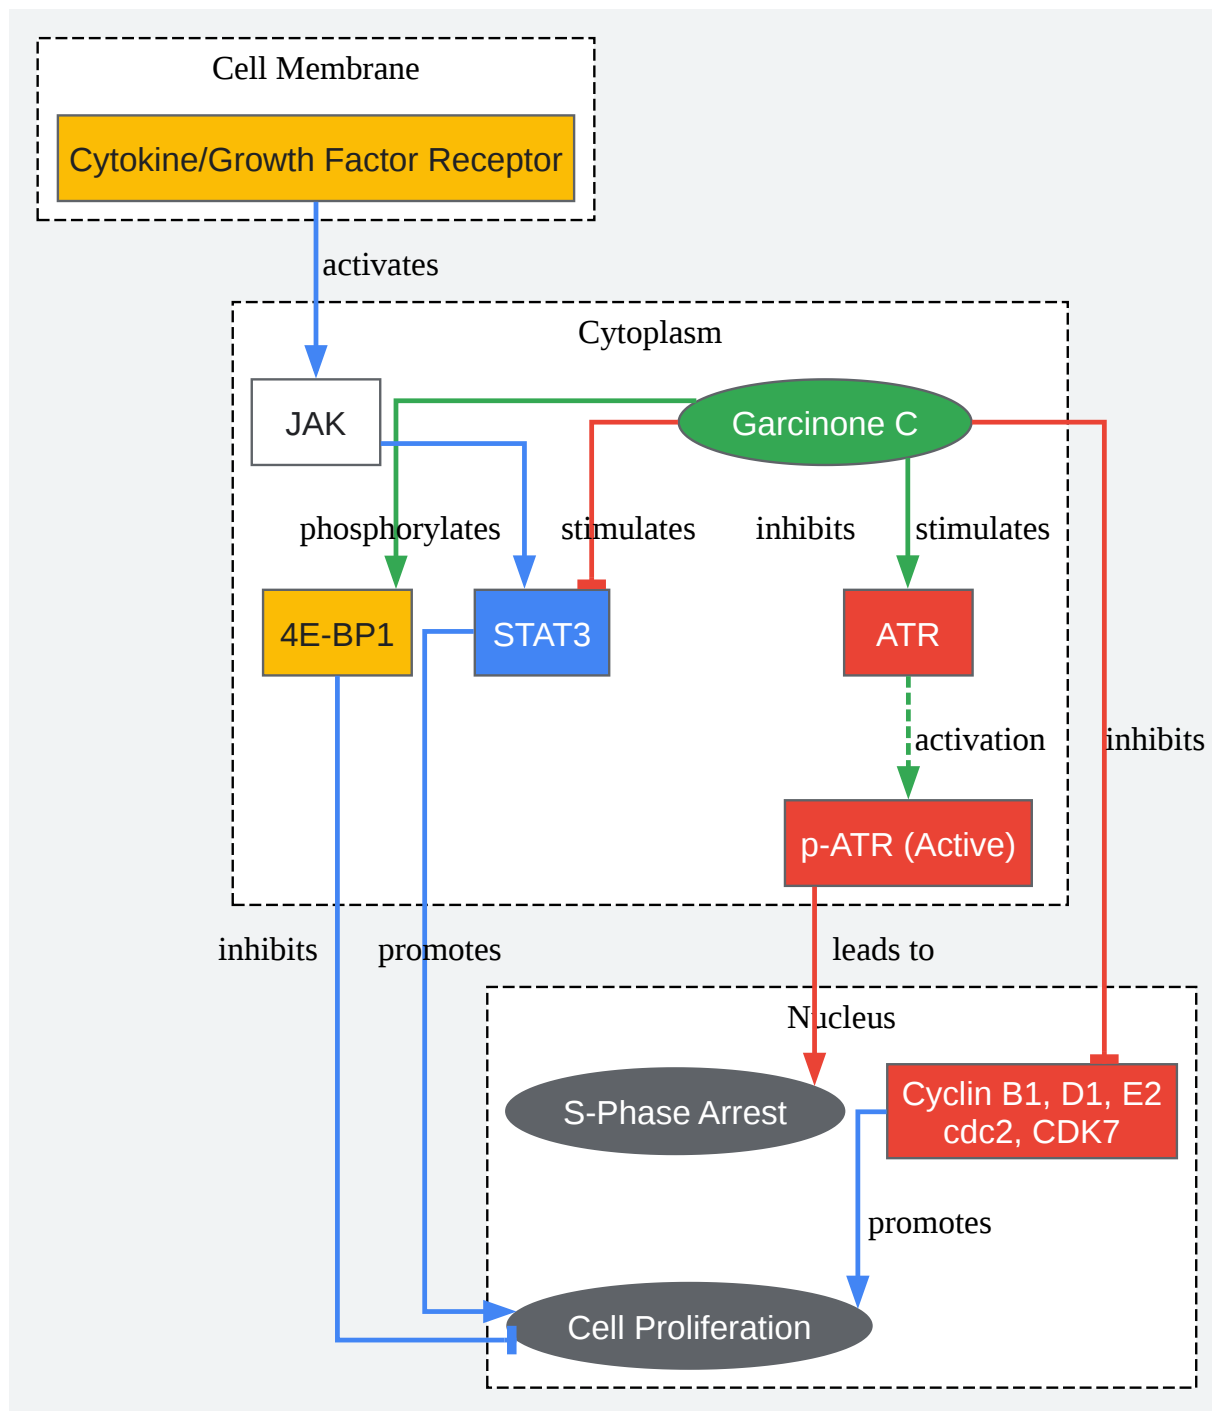 Cell Membrane
Cytokine/Growth Factor Receptor
activates
Cytoplasm
JAK
Garcinone C
phosphorylates
stimulates
inhibits
stimulates
4E-BP1
STAT3
ATR
activation
inhibits
p-ATR (Active)
inhibits
promotes
leads to
Nucleus
S-Phase Arrest
Cyclin B1, D1, E2
cdc2, CDK7
promotes
Cell Proliferation